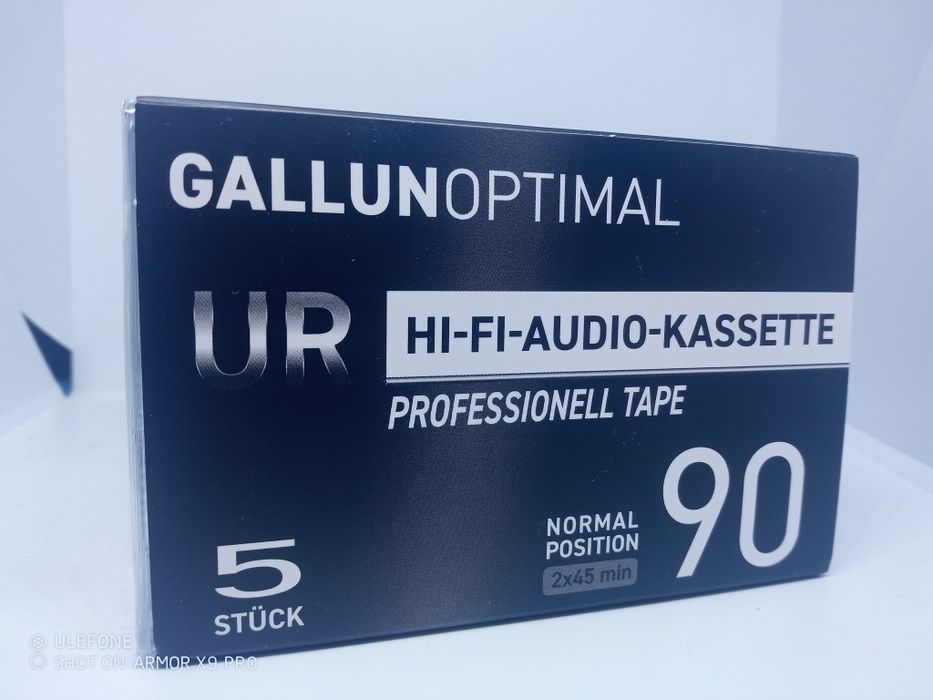 GALLUNOPTIMAL
UR
HI-FI-AUDIO-KASSETTE
PROFESSIONELL TAPE
NORMAL
POSITION
2x45 min
90
5
STÜCK
ULEFONE
SHOT ON ARMOR X9 PRO